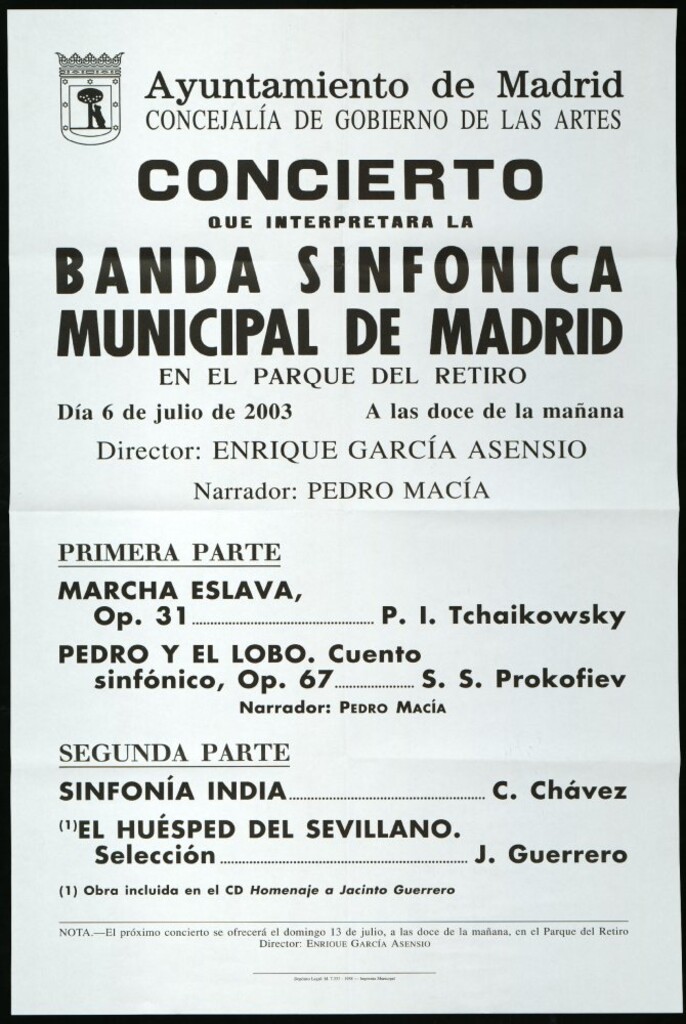 Ayuntamiento de Madrid
CONCEJALÍA DE GOBIERNO DE LAS ARTES
CONCIERTO
QUE INTERPRETARA LA
BANDA SINFONICA
MUNICIPAL DE MADRID
EN EL PARQUE DEL RETIRO
Día 6 de julio de 2003 A las doce de la mañana
Director: ENRIQUE GARCÍA ASENSIO
Narrador: PEDRO MACÍA
PRIMERA PARTE
MARCHA ESLAVA,
Op. 31 P. I. Tchaikowsky
PEDRO Y EL LOBO. Cuento
sinfónico, Op. 67 S. S. Prokofiev
Narrador: PEDRO MACÍA
SEGUNDA PARTE
SINFONÍA INDIA C. Chávez
(1)EL HUÉSPED DEL SEVILLANO.
Selección J. Guerrero
(1) Obra incluida en el CD Homenaje a Jacinto Guerrero
NOTA.—El próximo concierto se ofrecerá el domingo 13 de julio, a las doce de la mañana, en el Parque del Retiro
Director: ENRIQUE GARCÍA ASENSIO